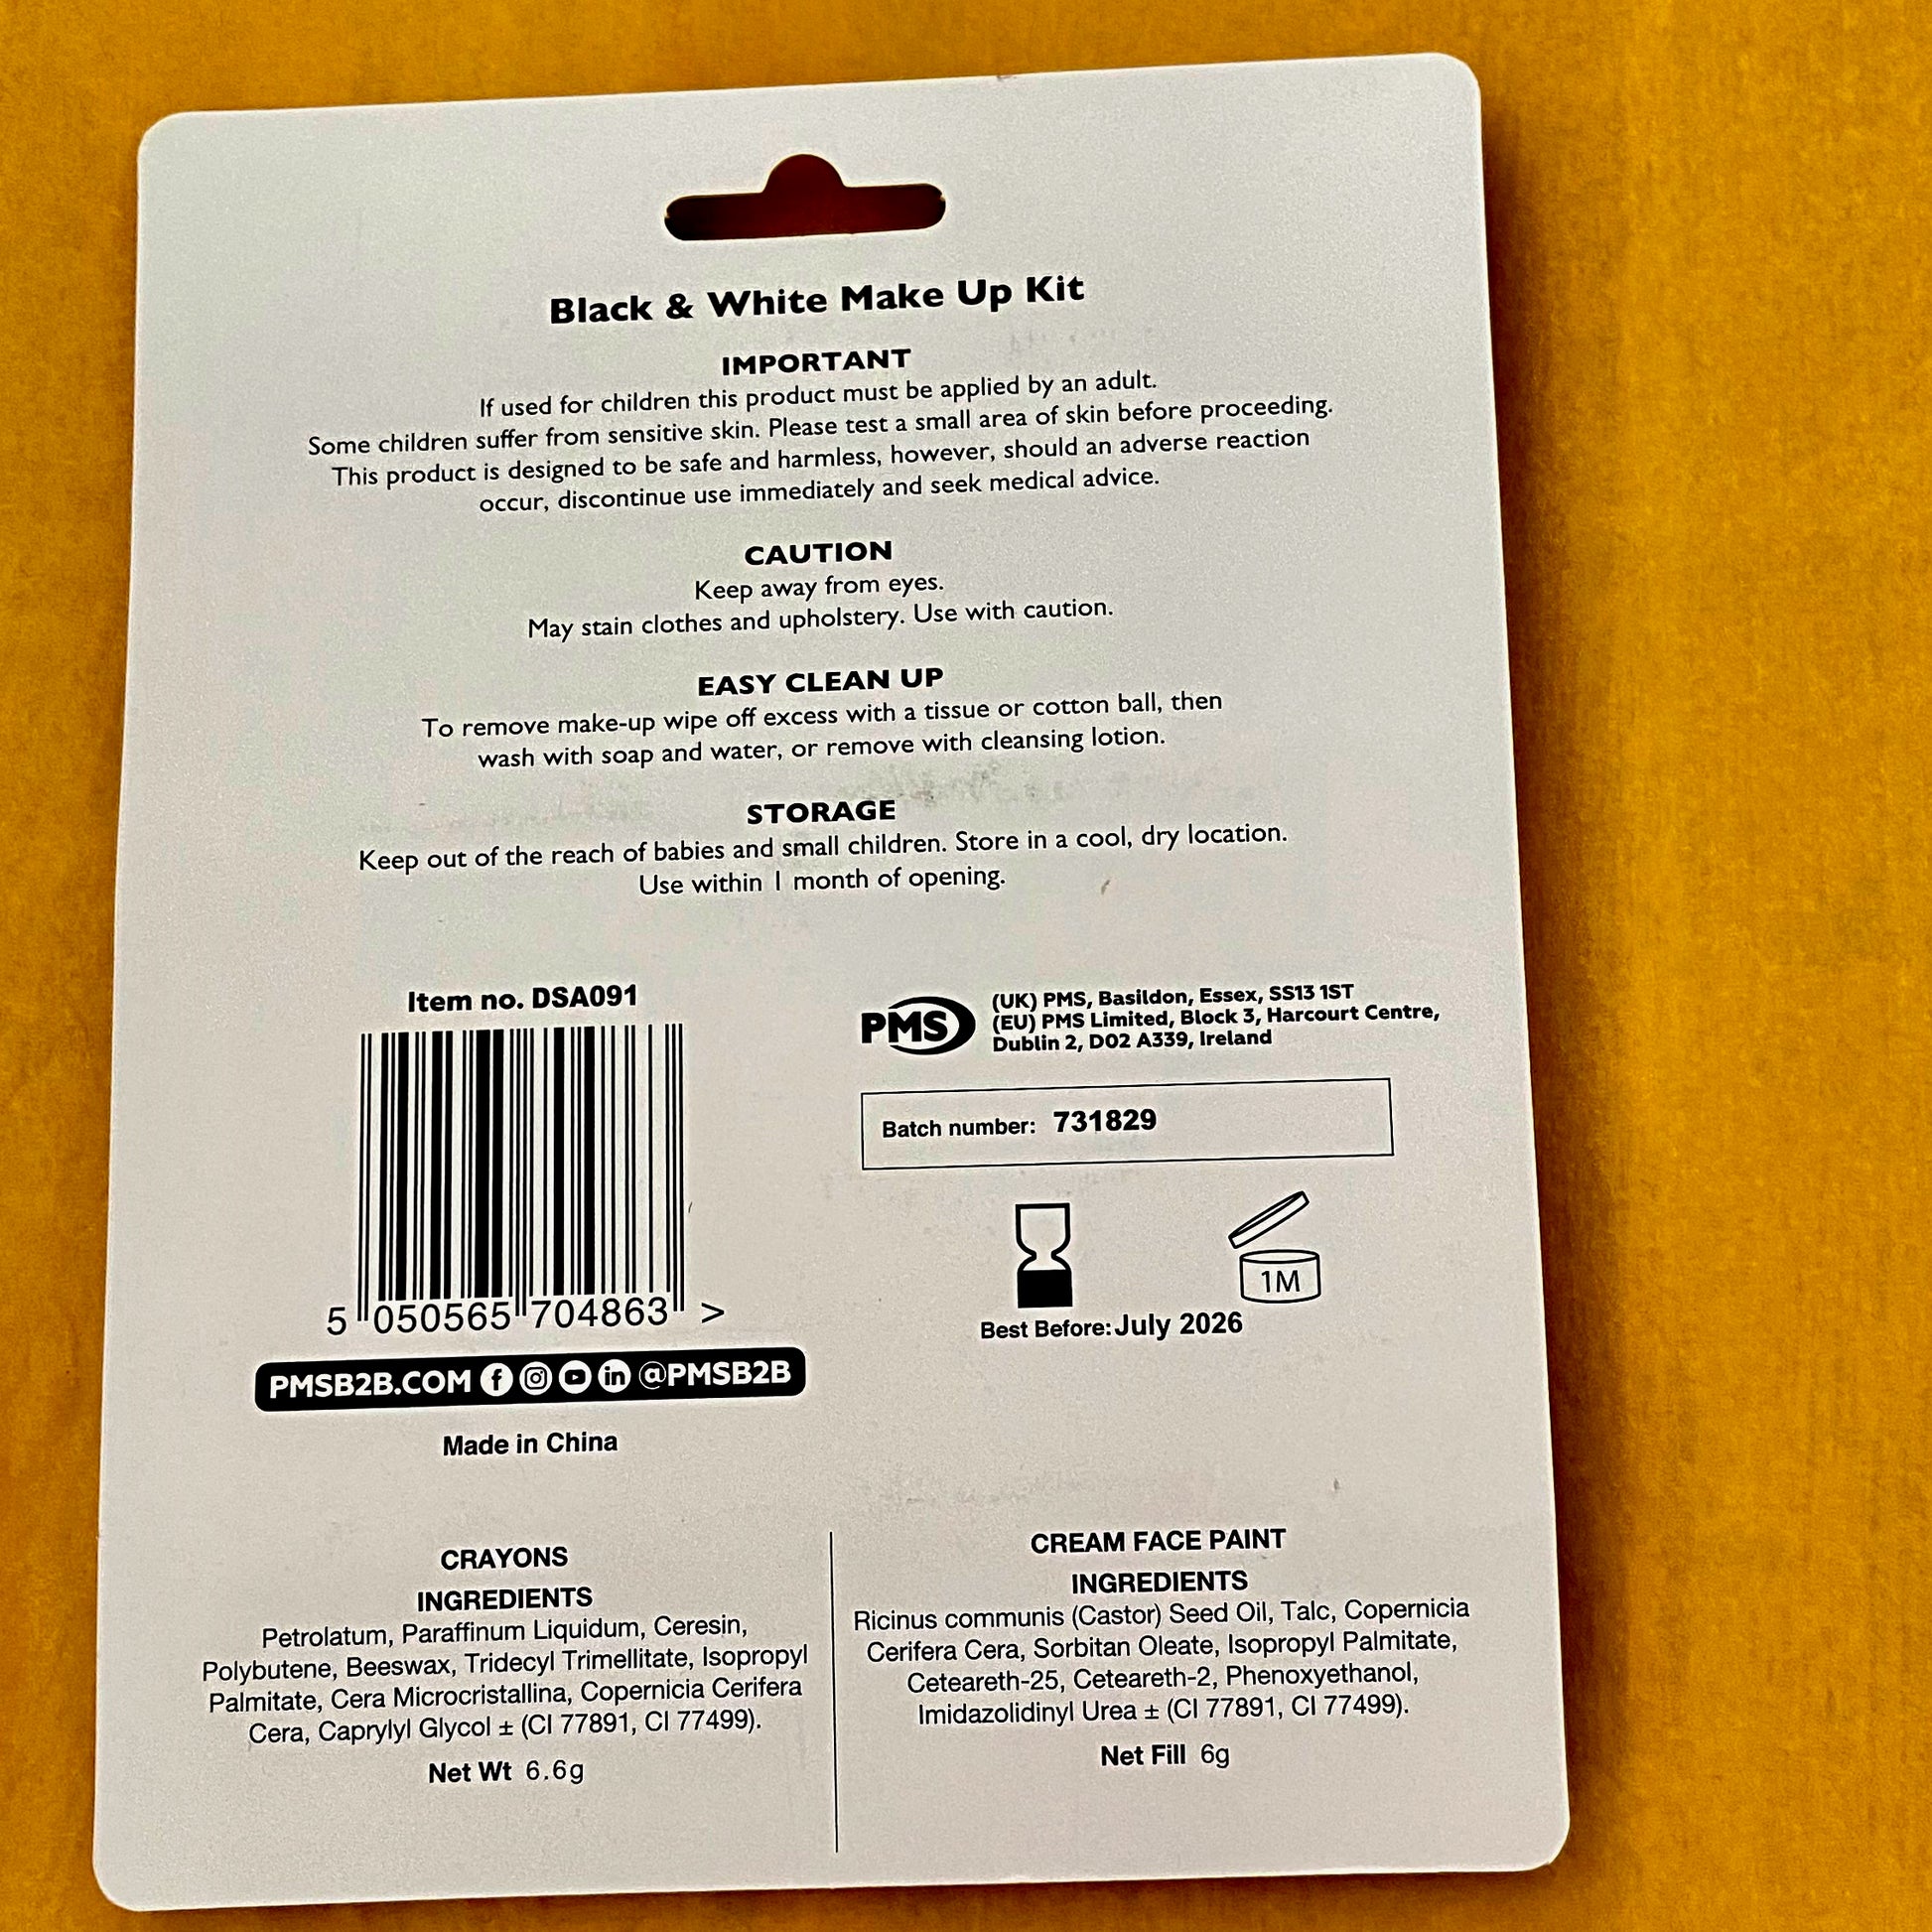 Black & White Make Up Kit
IMPORTANT
If used for children this product must be applied by an adult.
Some children suffer from sensitive skin. Please test a small area of skin before proceeding.
This product is designed to be safe and harmless, however, should an adverse reaction
occur, discontinue use immediately and seek medical advice.
CAUTION
Keep away from eyes.
May stain clothes and upholstery. Use with caution.
EASY CLEAN UP
To remove make-up wipe off excess with a tissue or cotton ball, then
wash with soap and water, or remove with cleansing lotion.
STORAGE
Keep out of the reach of babies and small children. Store in a cool, dry location.
Use within 1 month of opening.
Item no. DSA091
5 050565 704863 >
PMSB2B.COM @PMSB2B
Made in China
PMS
(UK) PMS, Basildon, Essex, SS13 1ST
(EU) PMS Limited, Block 3, Harcourt Centre,
Dublin 2, D02 A339, Ireland
Batch number: 731829
1M
Best Before: July 2026
CRAYONS
INGREDIENTS
Petrolatum, Paraffinum Liquidum, Ceresin,
Polybutene, Beeswax, Tridecyl Trimellitate, Isopropyl
Palmitate, Cera Microcristallina, Copernicia Cerifera
Cera, Caprylyl Glycol ± (CI 77891, CI 77499).
Net Wt 6.6g
CREAM FACE PAINT
INGREDIENTS
Ricinus communis (Castor) Seed Oil, Talc, Copernicia
Cerifera Cera, Sorbitan Oleate, Isopropyl Palmitate,
Ceteareth-25, Ceteareth-2, Phenoxyethanol,
Imidazolidinyl Urea ± (CI 77891, CI 77499).
Net Fill 6g